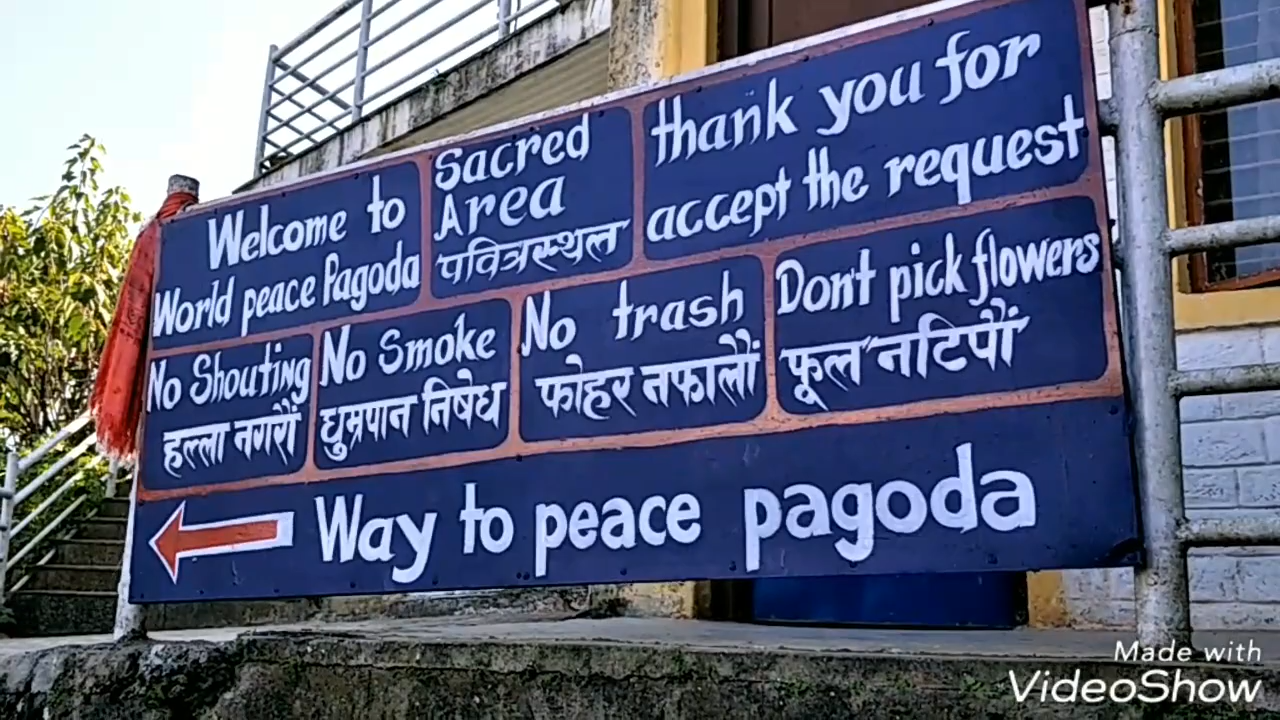 Welcome to
World peace Pagoda
Sacred
Area
पवित्रस्थल
thank you for
accept the request
No Shouting
हल्ला नगरौं
No Smoke
धुम्रपान निषेध
No trash
फोहर नफालौं
Dont pick flowers
फूल नटिपौं
Way to peace pagoda
Made with
VideoShow